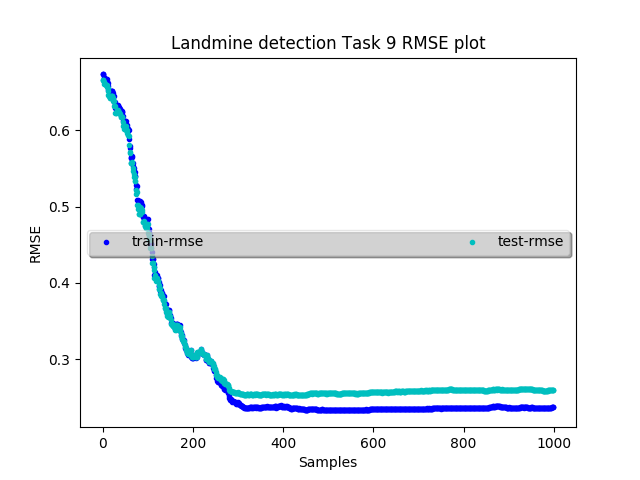 Landmine detection Task 9 RMSE plot
RMSE
0.6
0.5
0.4
0.3
train-rmse test-rmse
0 200 400 600 800 1000
Samples